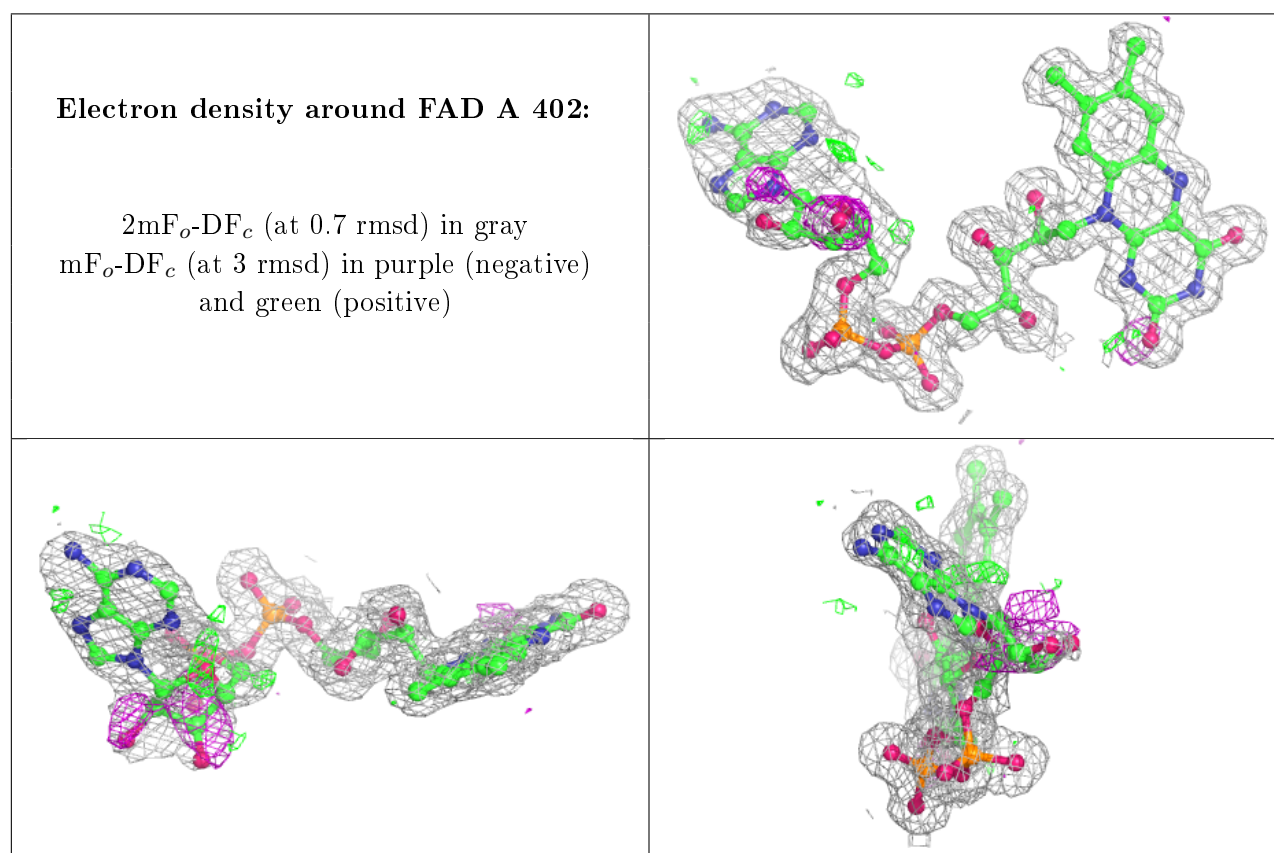 Electron density around FAD A 402:
2mFo-DFc (at 0.7 rmsd) in gray
mFo-DFc (at 3 rmsd) in purple (negative)
and green (positive)